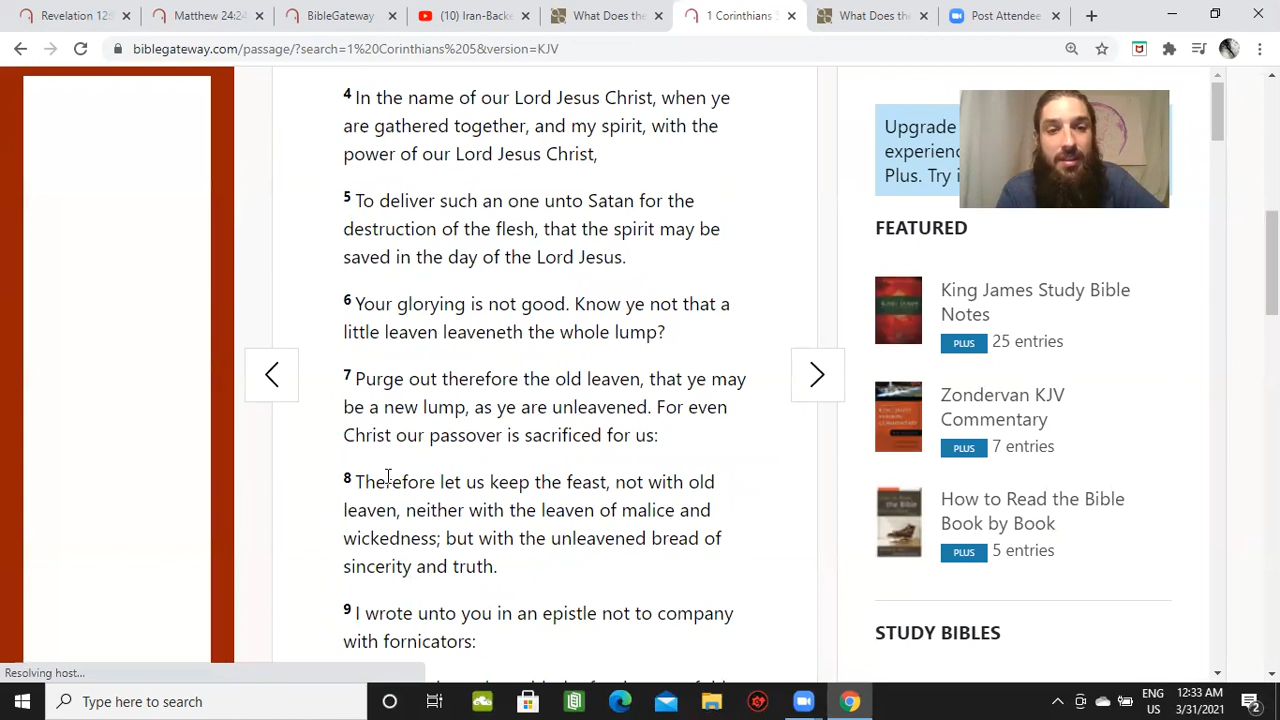 Revelation 12:
Matthew 24:24
BibleGateway
(10) Iran-Backe
What Does the
1 Corinthians 5
What Does the
Post Attendee
biblegateway.com/passage/?search=1%20Corinthians%205&version=KJV
4 In the name of our Lord Jesus Christ, when ye
are gathered together, and my spirit, with the
power of our Lord Jesus Christ,
5 To deliver such an one unto Satan for the
destruction of the flesh, that the spirit may be
saved in the day of the Lord Jesus.
6 Your glorying is not good. Know ye not that a
little leaven leaveneth the whole lump?
7 Purge out therefore the old leaven, that ye may
be a new lump, as ye are unleavened. For even
Christ our passover is sacrificed for us:
8 Therefore let us keep the feast, not with old
leaven, neither with the leaven of malice and
wickedness; but with the unleavened bread of
sincerity and truth.
9 I wrote unto you in an epistle not to company
with fornicators:
Upgrade
Plus. Try
FEATURED
King James Study Bible
Notes
PLUS 25 entries
Zondervan KJV
Commentary
PLUS 7 entries
How to Read the Bible
Book by Book
PLUS 5 entries
STUDY BIBLES
Resolving host...
Type here to search
ENG
US
12:33 AM
3/31/2021
2